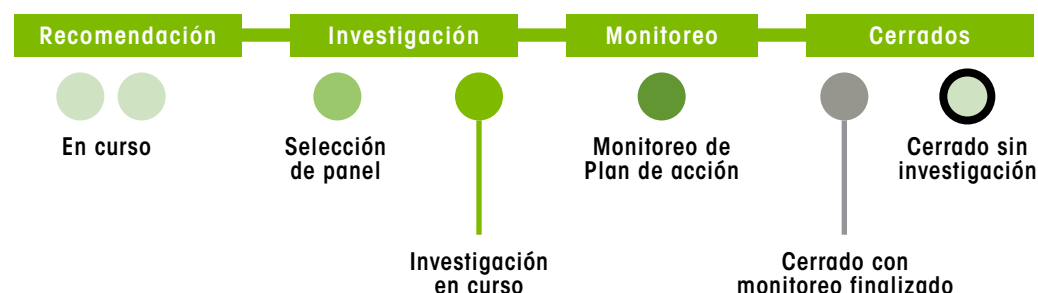 Recomendación
Investigación
Monitoreo
Cerrados
En curso
Selección
de panel
Investigación
en curso
Monitoreo de
Plan de acción
Cerrado con
monitoreo finalizado
Cerrado sin
investigación